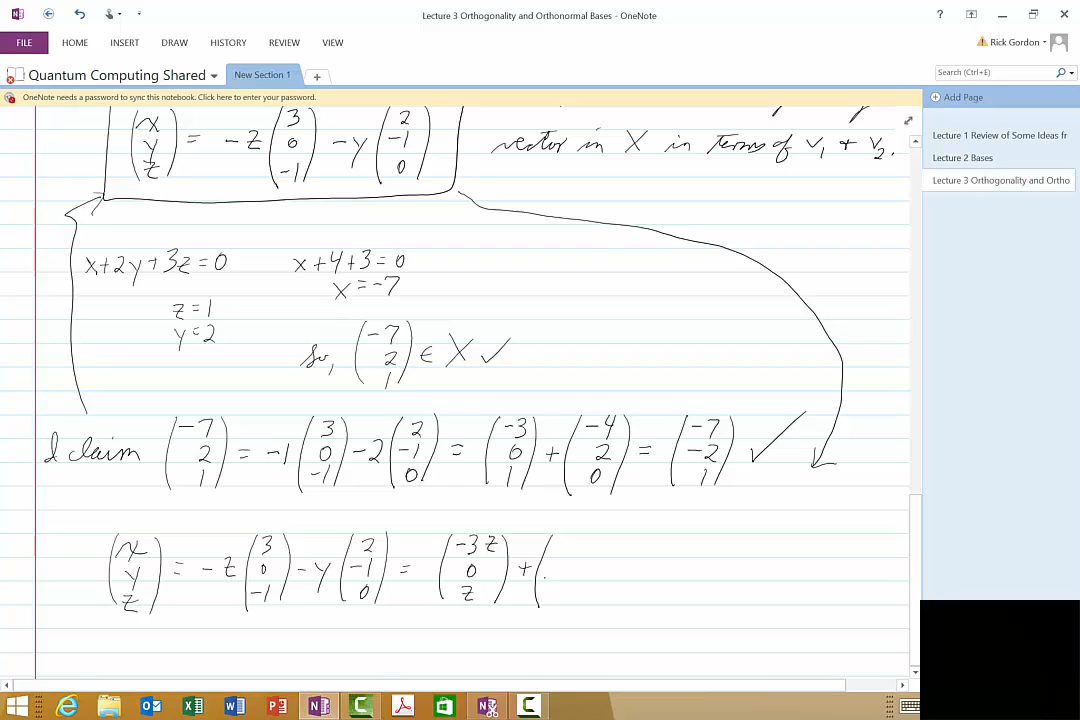 Lecture 3 Orthogonality and Orthonormal Bases - OneNote
FILE HOME INSERT DRAW HISTORY REVIEW VIEW
Rick Gordon
Quantum Computing Shared New Section 1
Search (Ctrl+E)
OneNote needs a password to sync this notebook. Click here to enter your password.
Add Page
Lecture 1 Review of Some Ideas fr
Lecture 2 Bases
Lecture 3 Orthogonality and Ortho
(x y z) = -z (3 0 -1) - y (2 -1 0) vector in X in terms of v₁ & v₂.
x+2y+3z=0 x+4+3=0
x=-7
z=1
y=2
so, (-7 2 1) ∈ X ✓
I claim (-7 2 1) = -1 (3 0 -1) - 2 (2 -1 0) = (-3 0 1) + (-4 2 0) = (-7 -2 1) ✓
(x y z) = -z (3 0 -1) - y (2 -1 0) = (-3z 0 z) + (